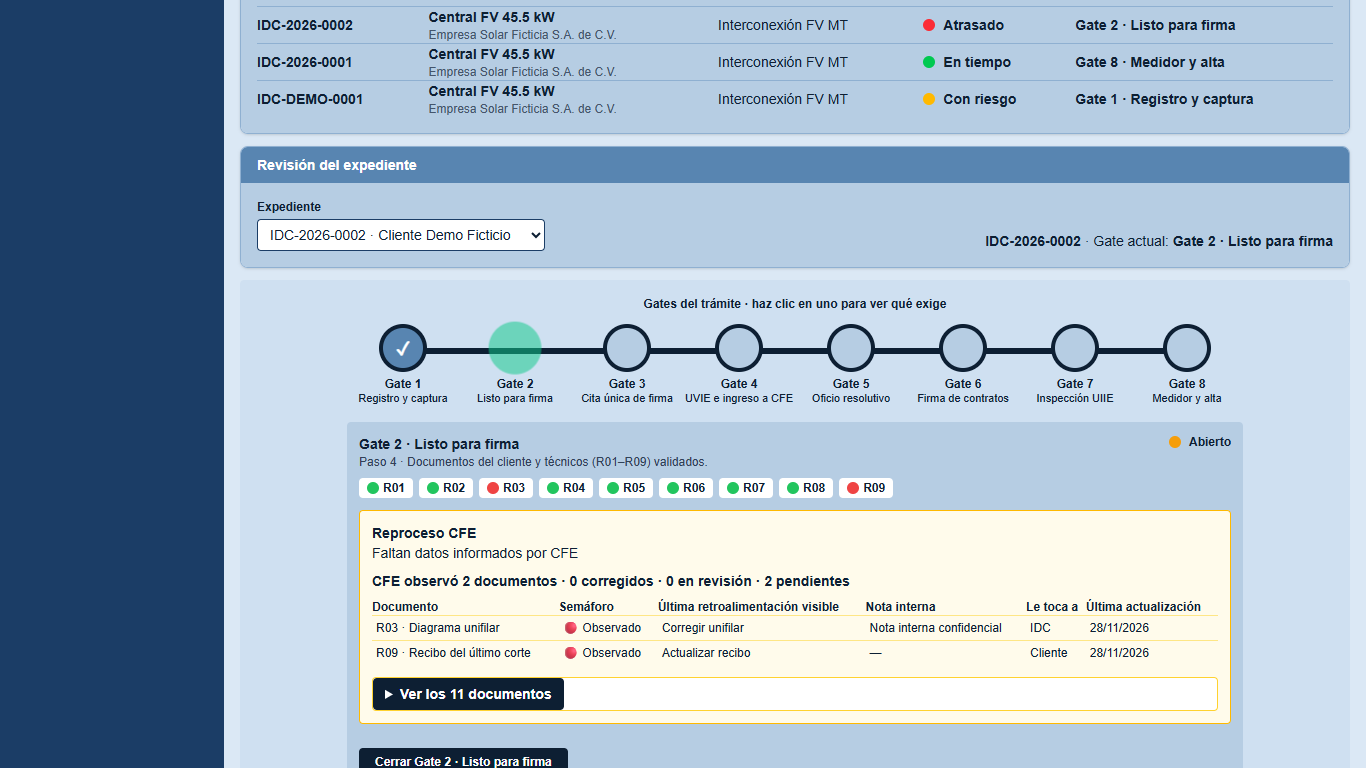 IDC-2026-0002 Central FV 45.5 kW Interconexión FV MT Atrasado Gate 2 · Listo para firma
Empresa Solar Ficticia S.A. de C.V.
IDC-2026-0001 Central FV 45.5 kW Interconexión FV MT En tiempo Gate 8 · Medidor y alta
Empresa Solar Ficticia S.A. de C.V.
IDC-DEMO-0001 Central FV 45.5 kW Interconexión FV MT Con riesgo Gate 1 · Registro y captura
Empresa Solar Ficticia S.A. de C.V.
Revisión del expediente
Expediente
IDC-2026-0002 · Cliente Demo Ficticio
IDC-2026-0002 · Gate actual: Gate 2 · Listo para firma
Gates del trámite · haz clic en uno para ver qué exige
Gate 1 Gate 2 Gate 3 Gate 4 Gate 5 Gate 6 Gate 7 Gate 8
Registro y captura Listo para firma Cita única de firma UVIE e ingreso a CFE Oficio resolutivo Firma de contratos Inspección UIIE Medidor y alta
Gate 2 · Listo para firma Abierto
Paso 4 · Documentos del cliente y técnicos (R01–R09) validados.
R01 R02 R03 R04 R05 R06 R07 R08 R09
Reproceso CFE
Faltan datos informados por CFE
CFE observó 2 documentos · 0 corregidos · 0 en revisión · 2 pendientes
Documento Semáforo Última retroalimentación visible Nota interna Le toca a Última actualización
R03 · Diagrama unifilar Observado Corregir unifilar Nota interna confidencial IDC 28/11/2026
R09 · Recibo del último corte Observado Actualizar recibo — Cliente 28/11/2026
Ver los 11 documentos
Cerrar Gate 2 · Listo para firma